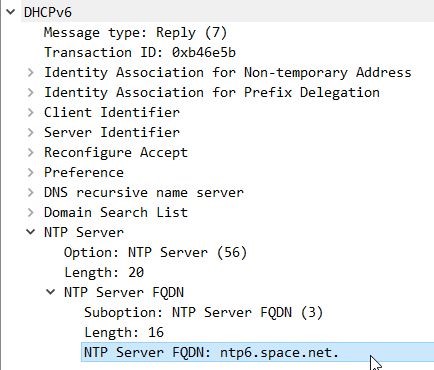 DHCPv6
Message type: Reply (7)
Transaction ID: 0xb46e5b
Identity Association for Non-temporary Address
Identity Association for Prefix Delegation
Client Identifier
Server Identifier
Reconfigure Accept
Preference
DNS recursive name server
Domain Search List
NTP Server
Option: NTP Server (56)
Length: 20
NTP Server FQDN
Suboption: NTP Server FQDN (3)
Length: 16
NTP Server FQDN: ntp6.space.net.